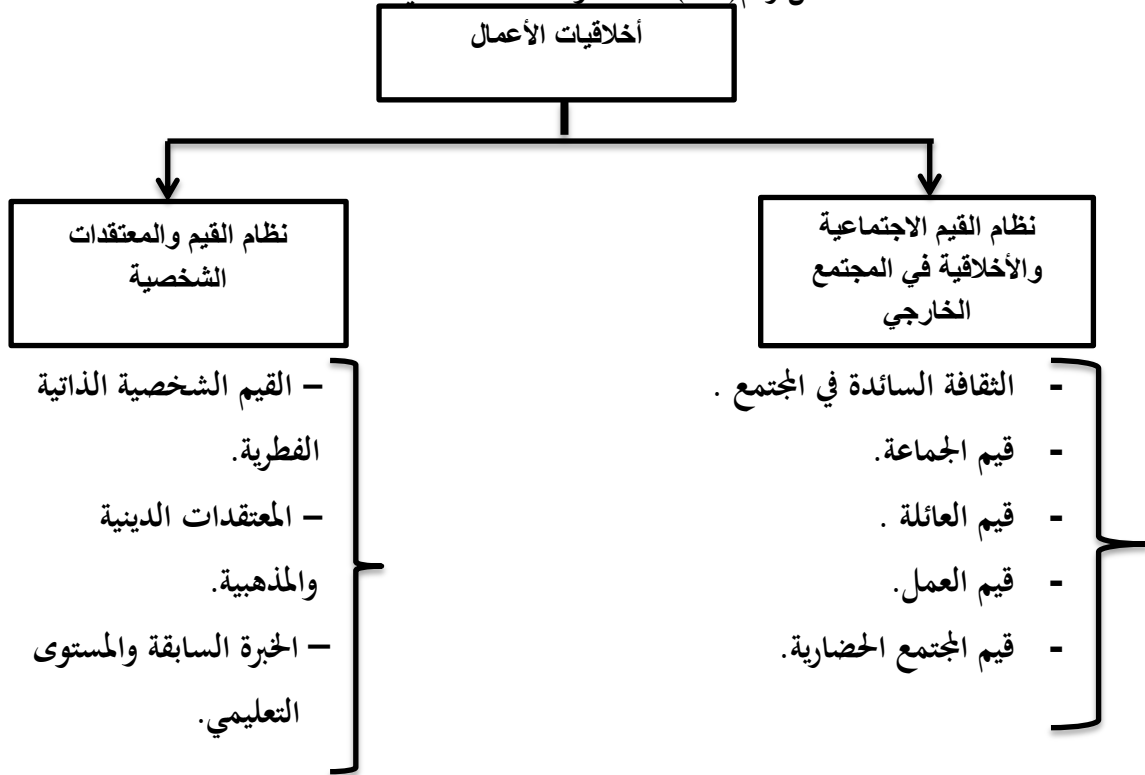 أخلاقيات الأعمال
نظام القيم الاجتماعية
والأخلاقية في المجتمع
الخارجي
- الثقافة السائدة في المجتمع .
- قيم الجماعة.
- قيم العائلة .
- قيم العمل.
- قيم المجتمع الحضارية.
نظام القيم والمعتقدات
الشخصية
– القيم الشخصية الذاتية
الفطرية.
– المعتقدات الدينية
والمذهبية.
– الخبرة السابقة والمستوى
التعليمي.